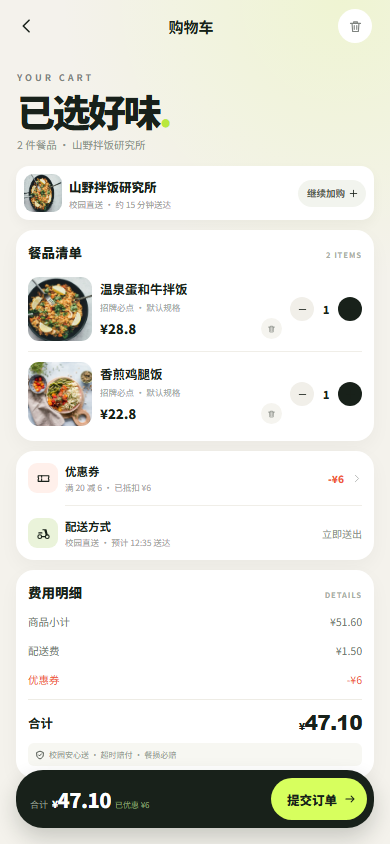 购物车
YOUR CART
已选好味.
2 件餐品 · 山野拌饭研究所
山野拌饭研究所
校园直送 · 约 15 分钟送达
继续加购 +
餐品清单
2 ITEMS
温泉蛋和牛拌饭
招牌必点 · 默认规格
¥28.8
− 1
香煎鸡腿饭
招牌必点 · 默认规格
¥22.8
− 1
优惠券
满 20 减 6 · 已抵扣 ¥6
-¥6
配送方式
校园直送 · 预计 12:35 送达
立即送出
费用明细
DETAILS
商品小计
¥51.60
配送费
¥1.50
优惠券
-¥6
合计
¥47.10
校园安心送 · 超时赔付 · 餐损必赔
合计 ¥47.10 已优惠 ¥6
提交订单 →